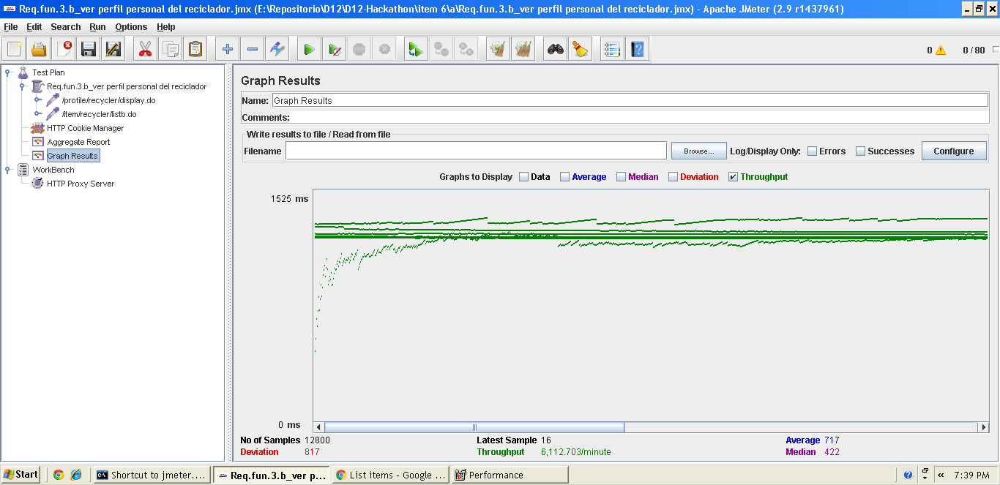 Req.fun.3.b_ver perfil personal del reciclador.jmx (E:\Repositorio\D12\D12-Hackathon\item 6\a\Req.fun.3.b_ver perfil personal del reciclador.jmx) - Apache JMeter (2.9 r1437961)
File Edit Search Run Options Help
0 0 / 80
Test Plan
Req.fun.3.b_ver perfil personal del reciclador
/profile/recycler/display.do
/item/recycler/listb.do
HTTP Cookie Manager
Aggregate Report
Graph Results
WorkBench
HTTP Proxy Server
Graph Results
Name: Graph Results
Comments:
Write results to file / Read from file
Filename Browse... Log/Display Only: Errors Successes Configure
Graphs to Display Data Average Median Deviation Throughput
1525 ms
0 ms
No of Samples 12800 Latest Sample 16 Average 717
Deviation 817 Throughput 6,112.703/minute Median 422
Start Shortcut to jmeter.... Req.fun.3.b_ver p... List items - Google ... Performance « 7:39 PM